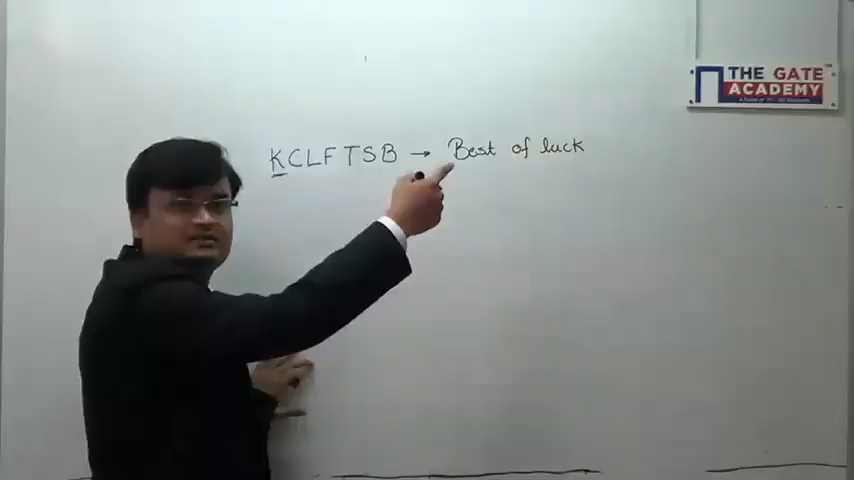 KCLFTSB → Best of luck
THE GATE
ACADEMY